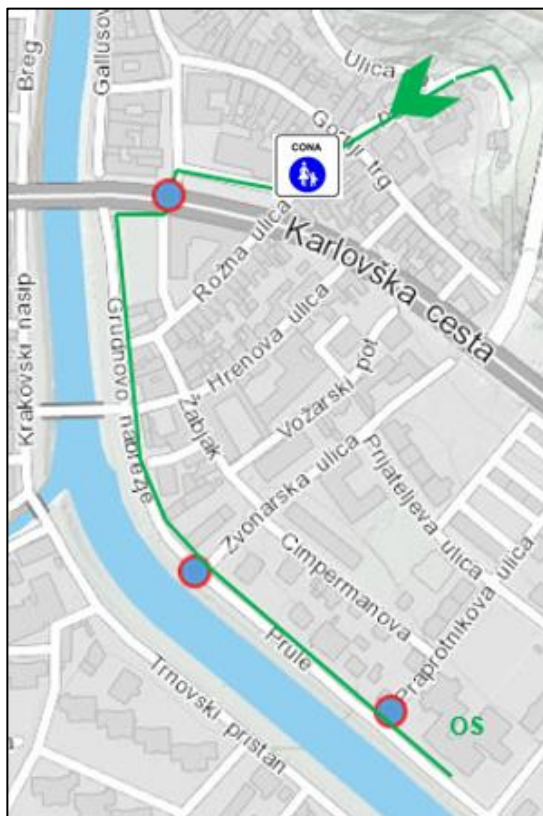 Breg
Gallusov
Ulica
Gornji trg
CONA
Rožna ulica
Karlovška cesta
Krakovski nasip
Grudnovo nabrežje
Hrenova ulica
Žabjak
Vožarski pot
Zvonarska ulica
Prijateljeva ulica
Cimpermanova
Praprotnikova ulica
Prule
Trnovski pristan
OŠ